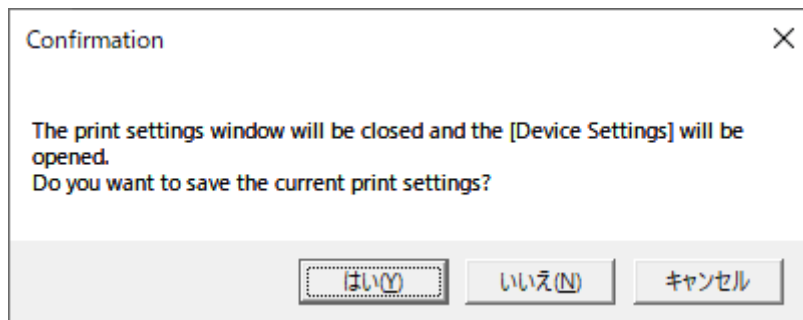 Confirmation
The print settings window will be closed and the [Device Settings] will be
opened.
Do you want to save the current print settings?
はい(Y)
いいえ(N)
キャンセル